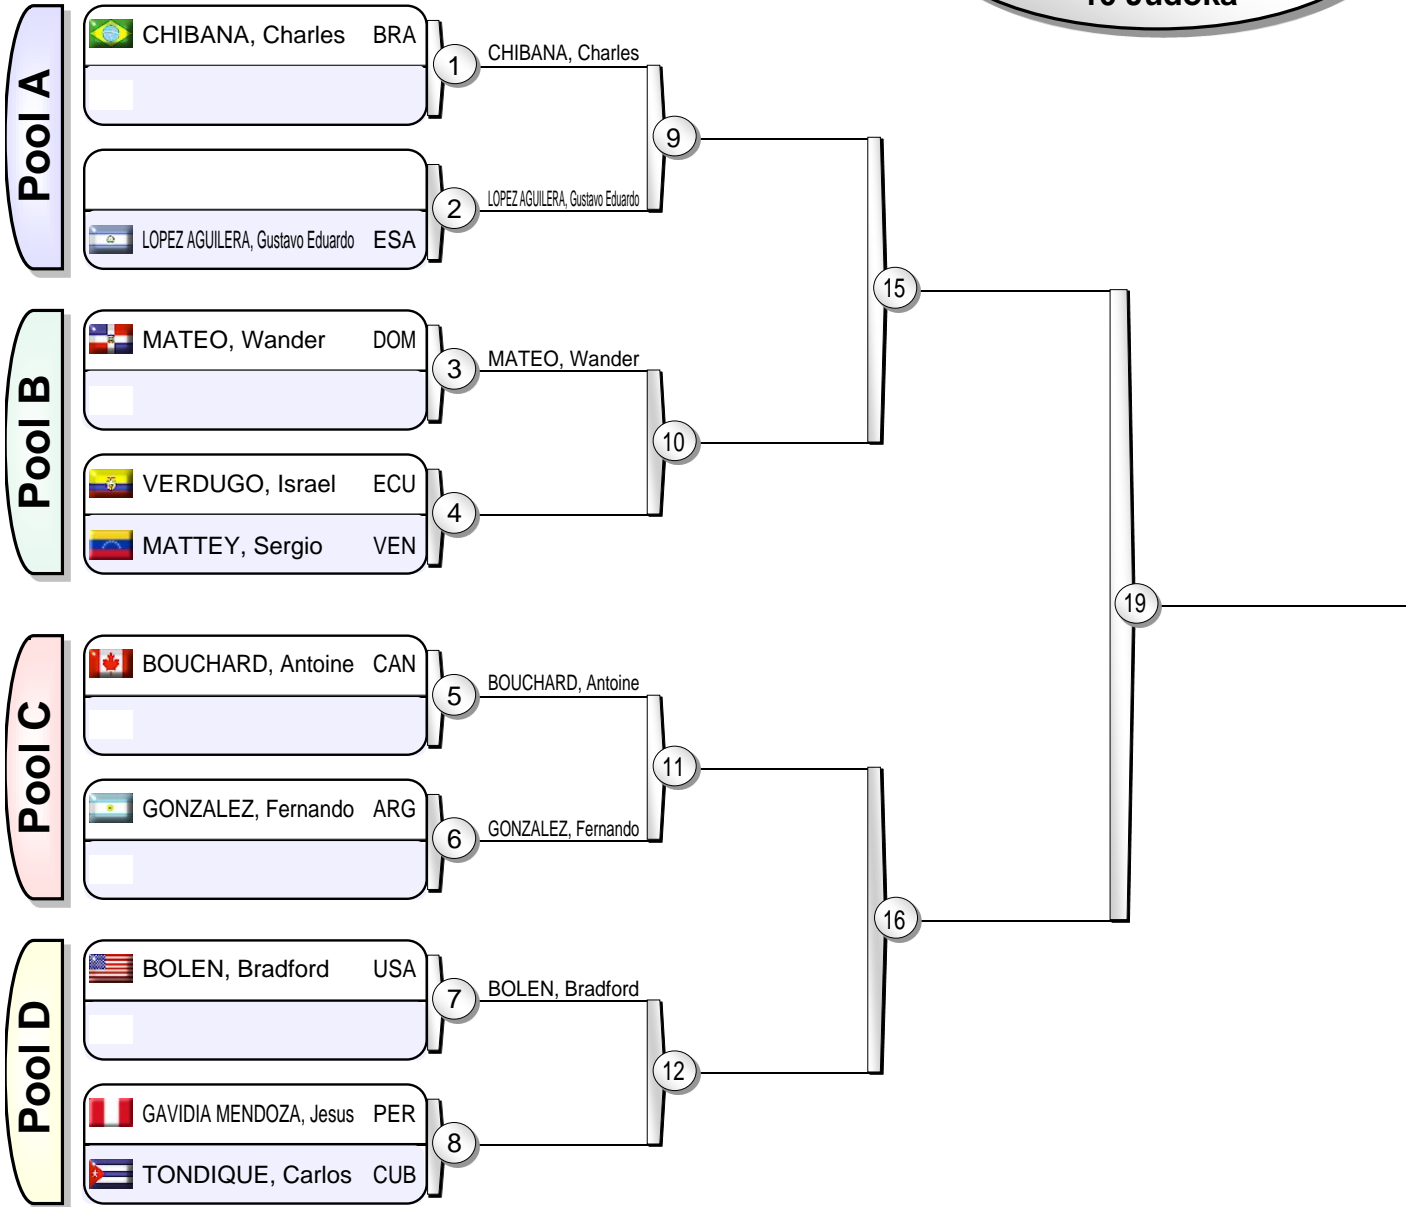 10 Judoka
Pool A
CHIBANA, Charles BRA
1
CHIBANA, Charles
9
2
LOPEZ AGUILERA, Gustavo Eduardo
LOPEZ AGUILERA, Gustavo Eduardo ESA
15
Pool B
MATEO, Wander DOM
3
MATEO, Wander
10
VERDUGO, Israel ECU
4
MATTEY, Sergio VEN
19
Pool C
BOUCHARD, Antoine CAN
5
BOUCHARD, Antoine
11
GONZALEZ, Fernando ARG
6
GONZALEZ, Fernando
16
Pool D
BOLEN, Bradford USA
7
BOLEN, Bradford
12
GAVIDIA MENDOZA, Jesus PER
8
TONDIQUE, Carlos CUB